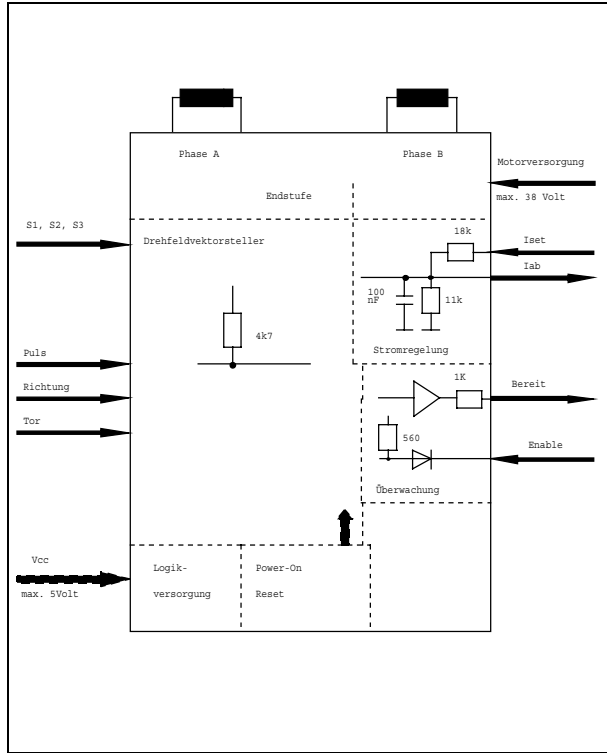 Phase A
Phase B
Motorversorgung
max. 38 Volt
Endstufe
S1, S2, S3
Drehfeldvektorsteller
18k
Iset
Iab
100
nF
11k
4k7
Stromregelung
Puls
Richtung
Tor
1K
Bereit
560
Enable
Überwachung
Vcc
max. 5Volt
Logik-
versorgung
Power-On
Reset